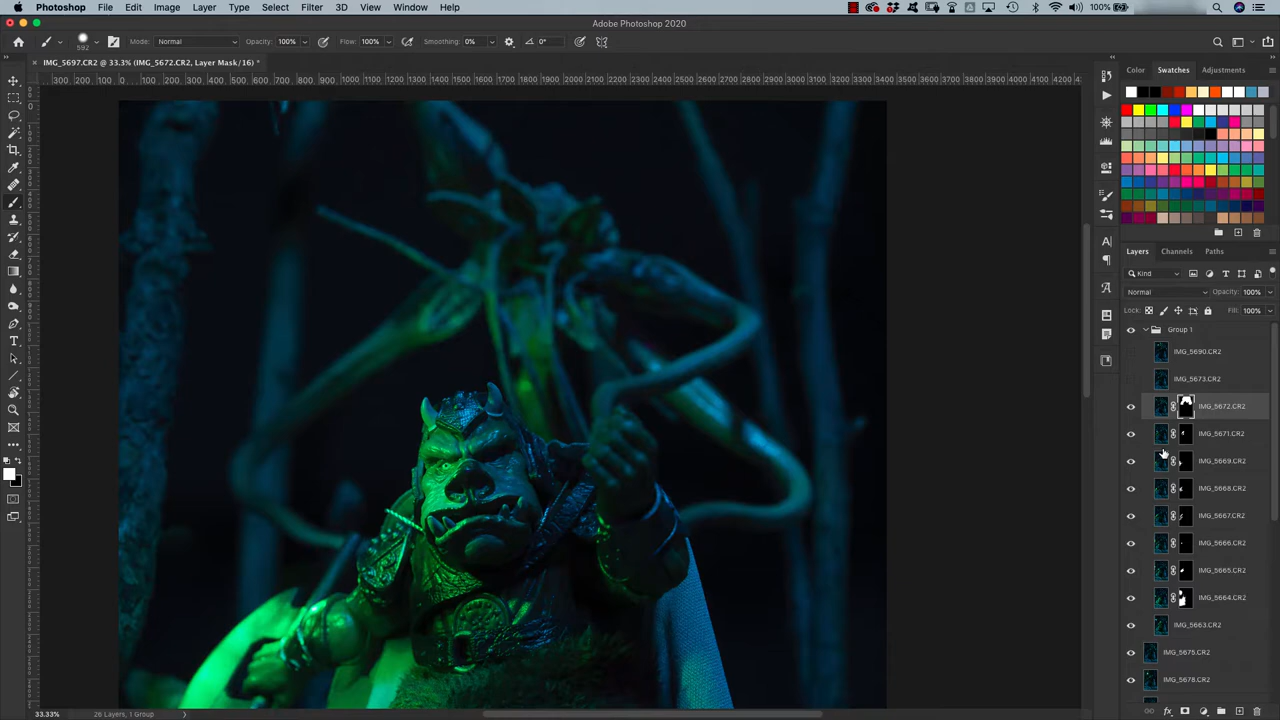 Photoshop File Edit Image Layer Type Select Filter 3D View Window Help 100%
Adobe Photoshop 2020
592 Mode: Normal Opacity: 100% Flow: 100% Smoothing: 0% 0°
IMG_5697.CR2 @ 33.3% (IMG_5672.CR2, Layer Mask/16) *
Color Swatches Adjustments
Layers Channels Paths
Kind
Normal Opacity: 100%
Lock: Fill: 100%
Group 1
IMG_5690.CR2
IMG_5673.CR2
IMG_5672.CR2
IMG_5671.CR2
IMG_5669.CR2
IMG_5668.CR2
IMG_5667.CR2
IMG_5666.CR2
IMG_5665.CR2
IMG_5664.CR2
IMG_5663.CR2
IMG_5675.CR2
IMG_5678.CR2
33.33% 26 Layers, 1 Group